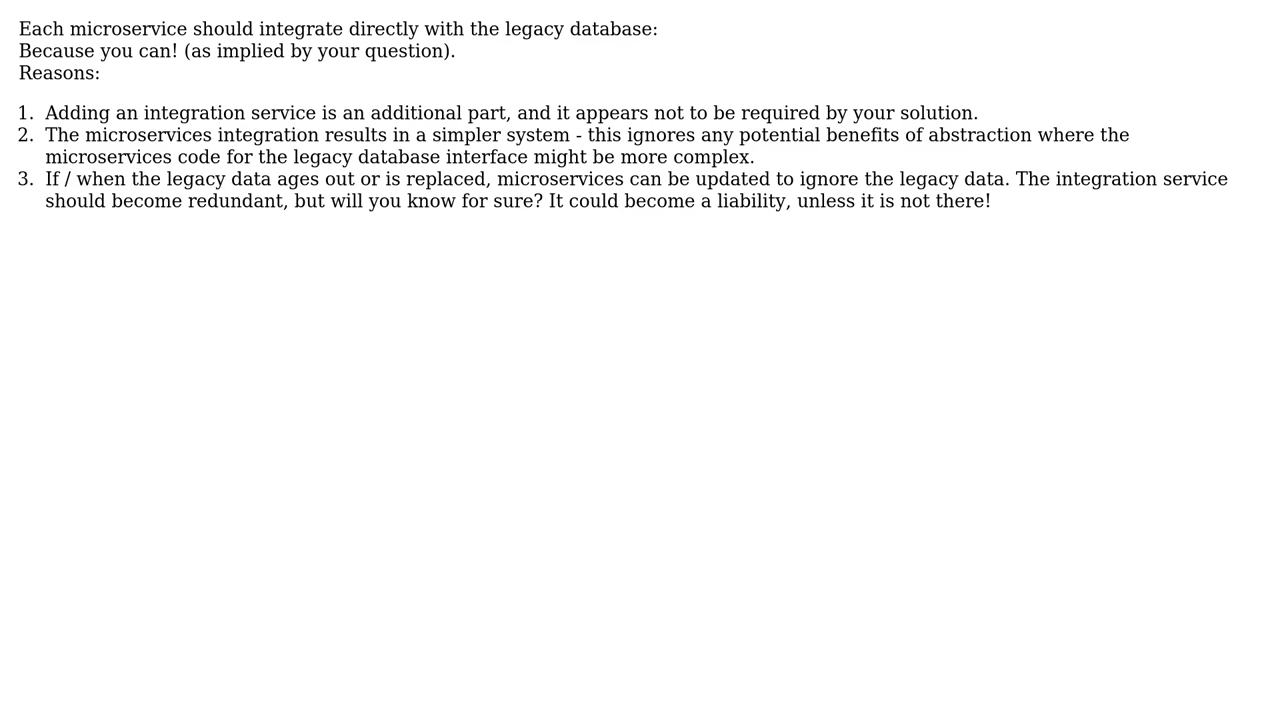 Each microservice should integrate directly with the legacy database:
Because you can! (as implied by your question).
Reasons:
1. Adding an integration service is an additional part, and it appears not to be required by your solution.
2. The microservices integration results in a simpler system - this ignores any potential benefits of abstraction where the
microservices code for the legacy database interface might be more complex.
3. If / when the legacy data ages out or is replaced, microservices can be updated to ignore the legacy data. The integration service
should become redundant, but will you know for sure? It could become a liability, unless it is not there!